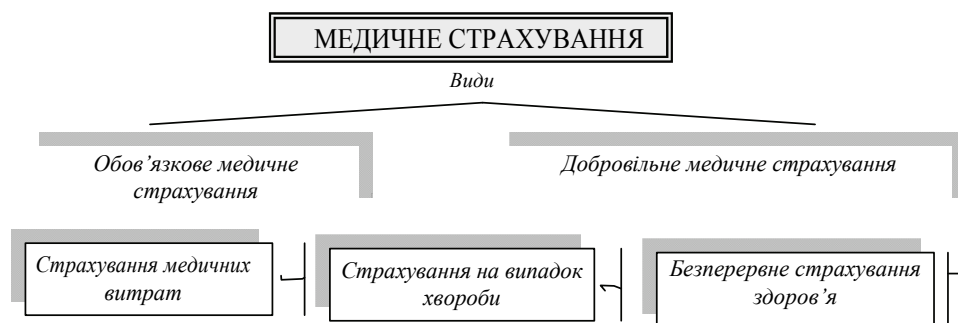 МЕДИЧНЕ СТРАХУВАННЯ
Види
Обов’язкове медичне
страхування
Добровільне медичне страхування
Страхування медичних
витрат
Страхування на випадок
хвороби
Безперервне страхування
здоров’я